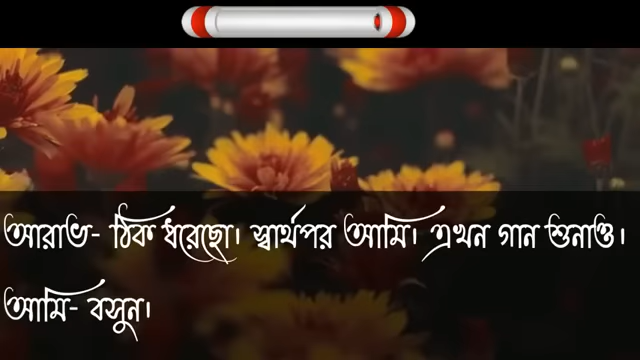 আরাভ- ঠিক ধরেছো। স্বার্থপর আমি। এখন গান শুনাও।
আমি- বসুন।